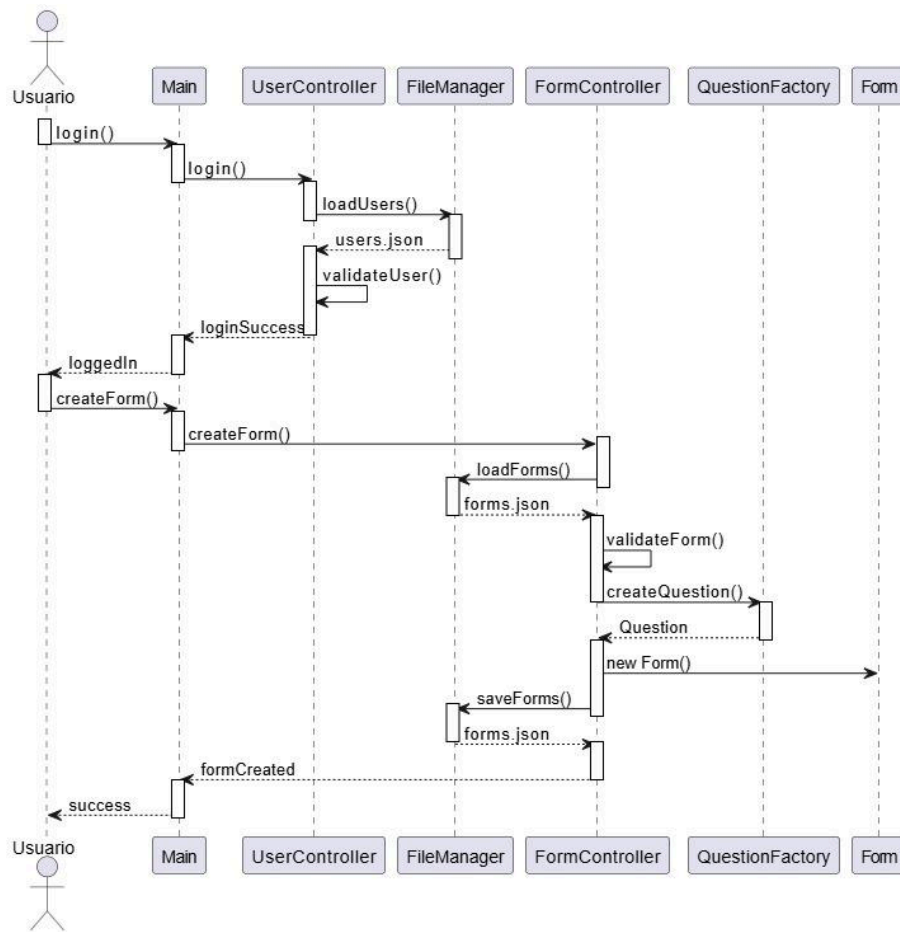 Usuario
Main
UserController
FileManager
FormController
QuestionFactory
Form
login()
login()
loadUsers()
users.json
validateUser()
loginSuccess
loggedIn
createForm()
createForm()
loadForms()
forms.json
validateForm()
createQuestion()
Question
new Form()
saveForms()
forms.json
formCreated
success
Usuario
Main
UserController
FileManager
FormController
QuestionFactory
Form